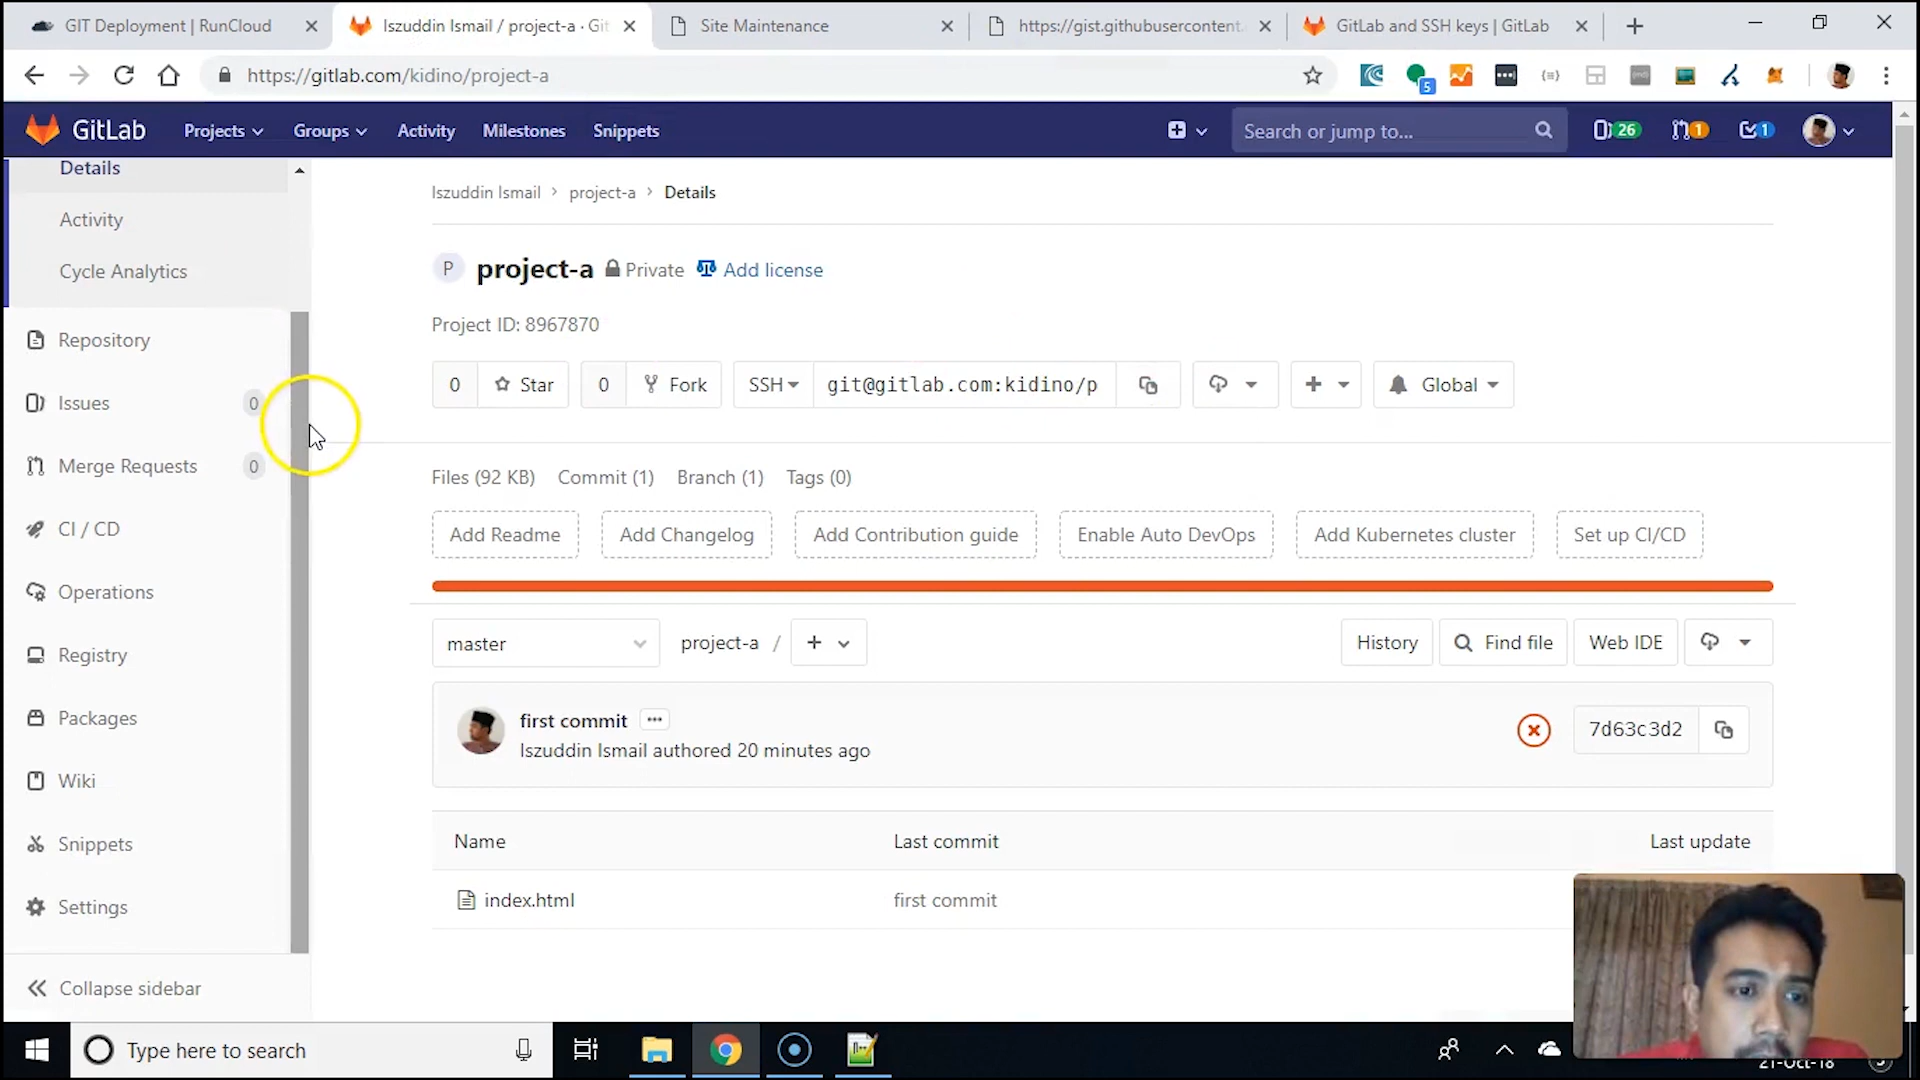 GIT Deployment | RunCloud
Iszuddin Ismail / project-a · Git
Site Maintenance
https://gist.githubusercontent.
GitLab and SSH keys | GitLab
https://gitlab.com/kidino/project-a
5
GitLab
Projects
Groups
Activity
Milestones
Snippets
Search or jump to...
26
1
1
Details
Activity
Cycle Analytics
Repository
Issues 0
Merge Requests 0
CI / CD
Operations
Registry
Packages
Wiki
Snippets
Settings
Collapse sidebar
Iszuddin Ismail > project-a > Details
P project-a Private Add license
Project ID: 8967870
0 Star 0 Fork SSH git@gitlab.com:kidino/p Global
Files (92 KB) Commit (1) Branch (1) Tags (0)
Add Readme Add Changelog Add Contribution guide Enable Auto DevOps Add Kubernetes cluster Set up CI/CD
master project-a / + History Find file Web IDE
first commit ...
7d63c3d2
Iszuddin Ismail authored 20 minutes ago
Name Last commit Last update
index.html first commit
Type here to search
21-Oct-18